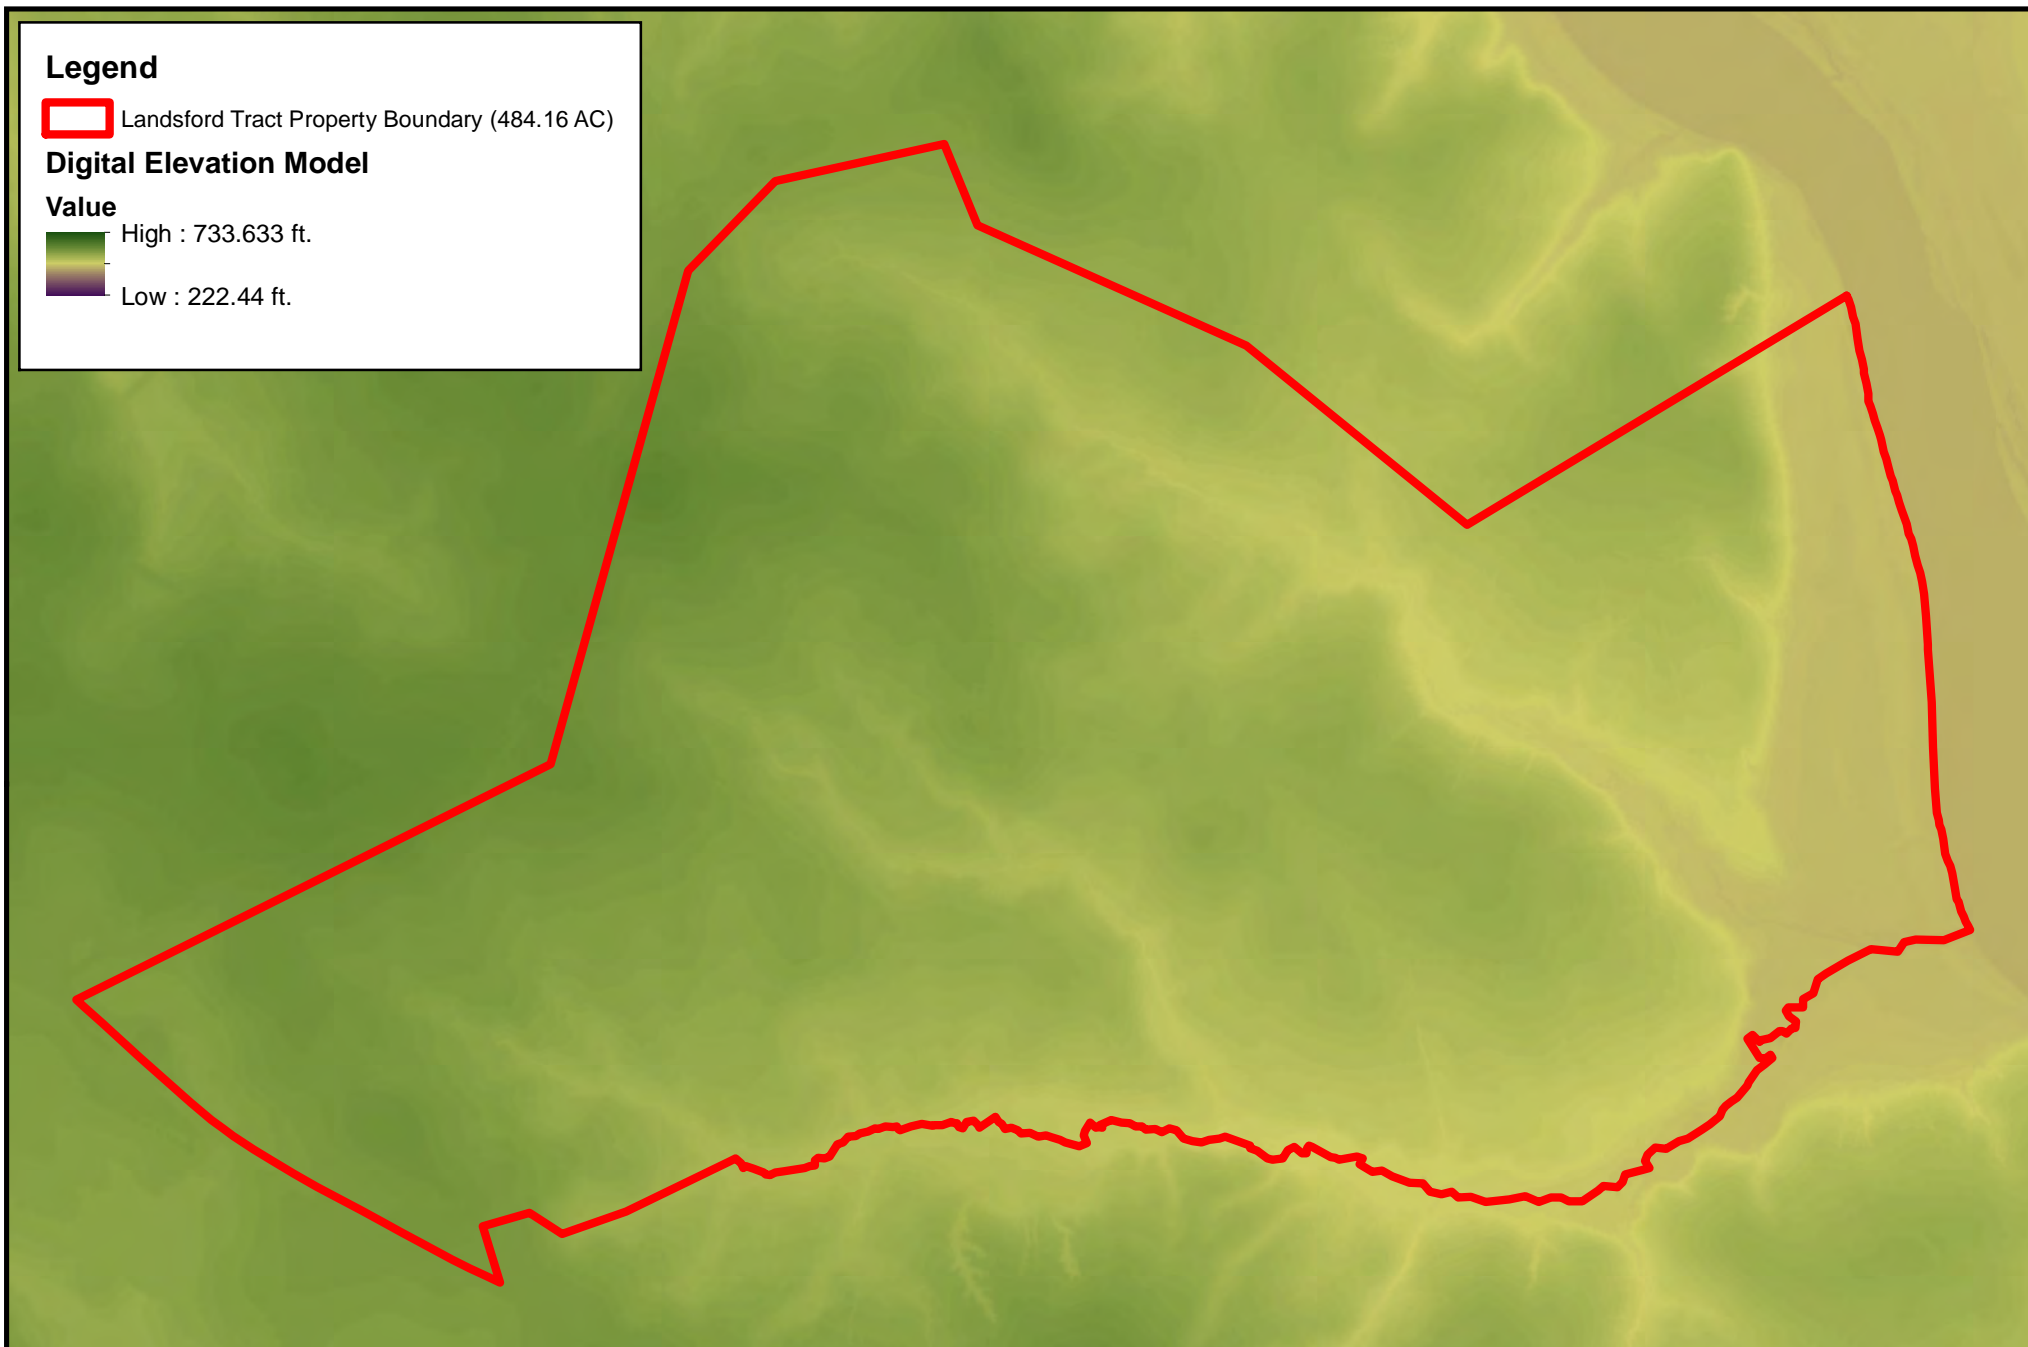 Legend
Landsford Tract Property Boundary (484.16 AC)
Digital Elevation Model
Value
High : 733.633 ft.
Low : 222.44 ft.